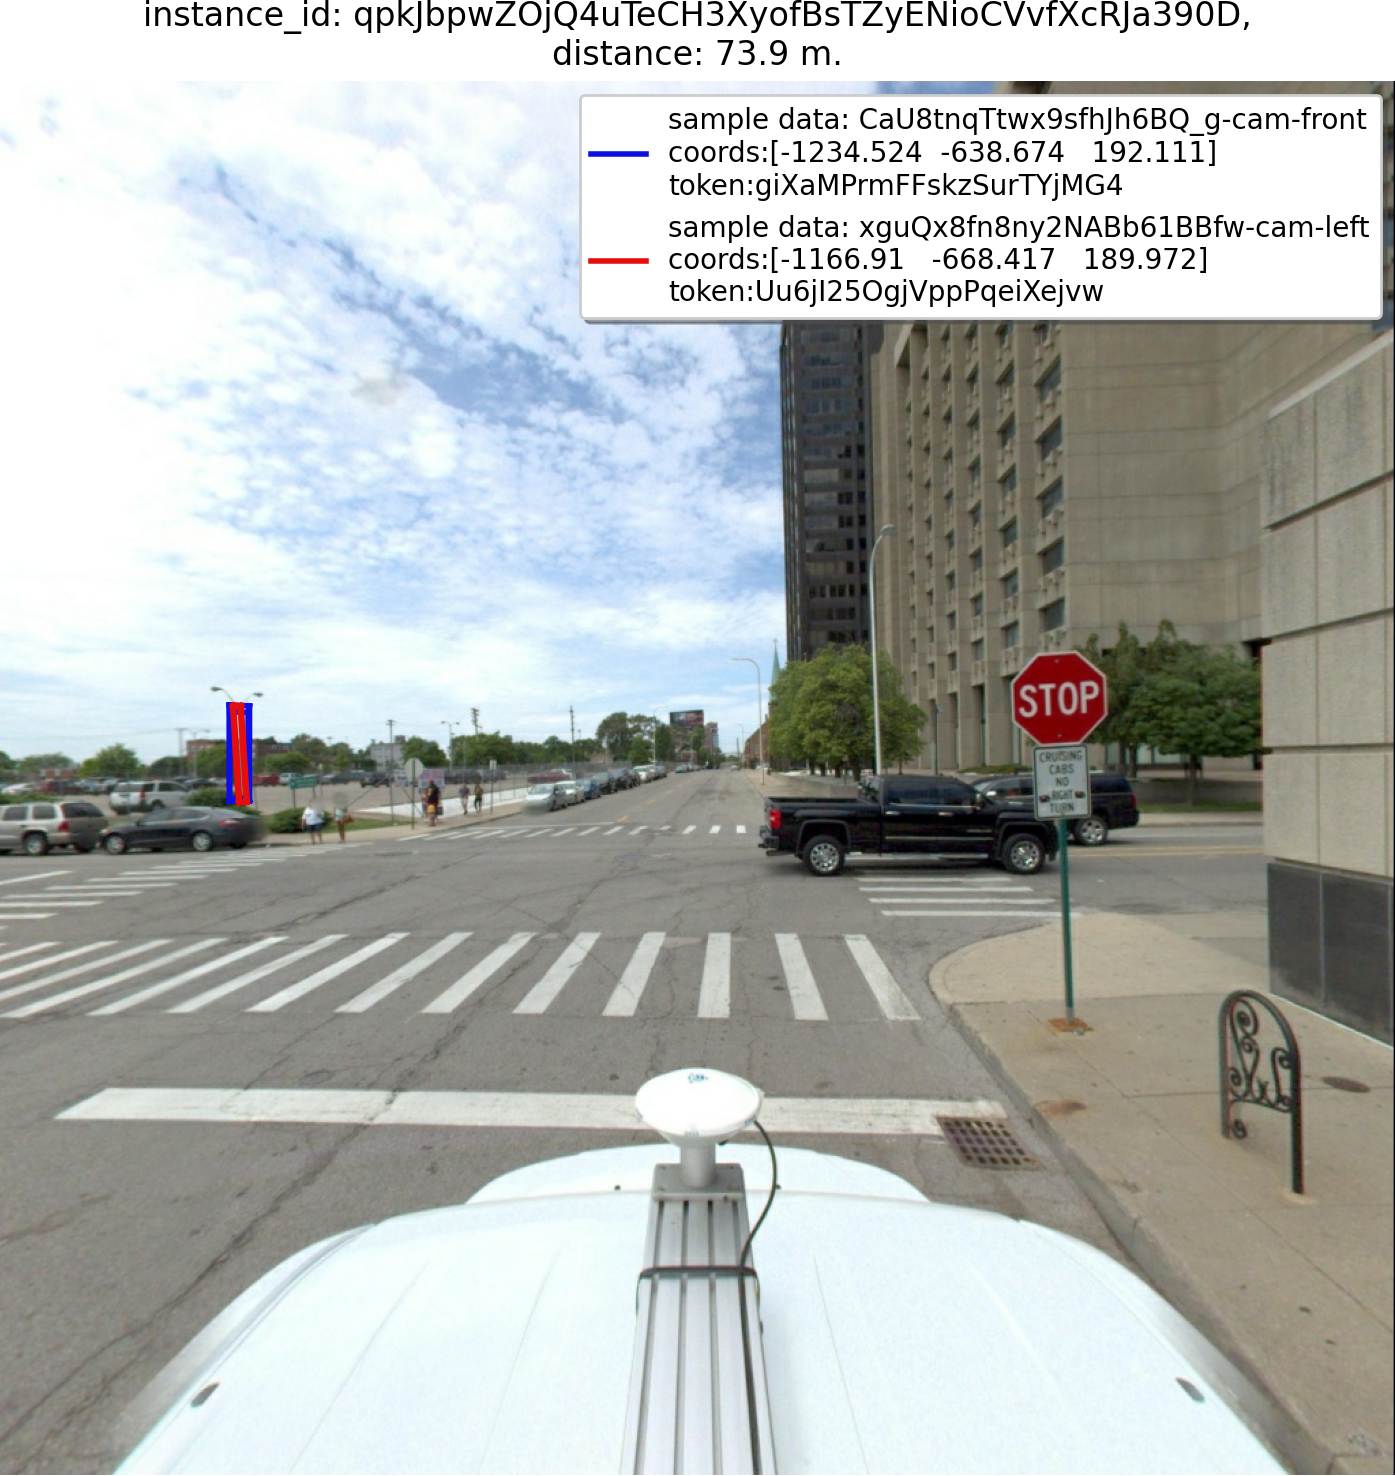 instance_id: qpkJbpwZOjQ4uTeCH3XyofBsTZyENioCVvfXcRJa390D,
distance: 73.9 m.
sample data: CaU8tnqTtwx9sfhJh6BQ_g-cam-front
coords:[-1234.524  -638.674   192.111]
token:giXaMPrmFFskzSurTYjMG4
sample data: xguQx8fn8ny2NABb61BBfw-cam-left
coords:[-1166.91   -668.417   189.972]
token:Uu6jI25OgjVppPqeiXejvw
STOP
CRUISING
CABS
NO
RIGHT
TURN